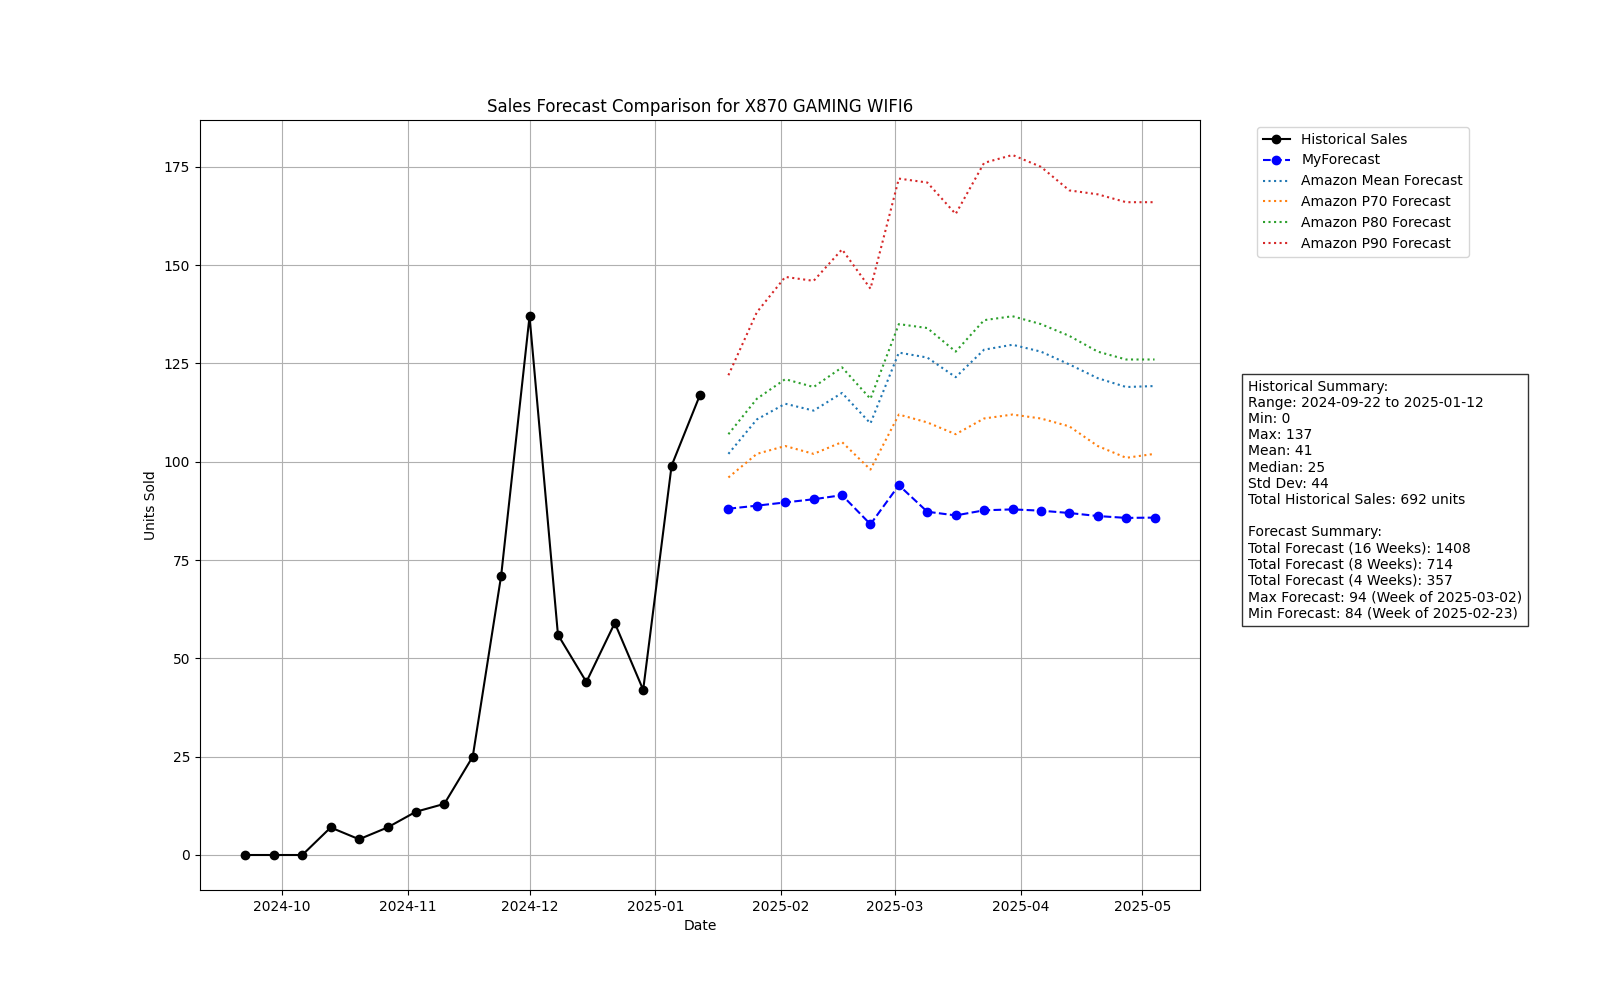 Sales Forecast Comparison for X870 GAMING WIFI6
Units Sold
175
150
125
100
75
50
25
0
2024-10
2024-11
2024-12
2025-01
2025-02
2025-03
2025-04
2025-05
Date
Historical Sales
MyForecast
Amazon Mean Forecast
Amazon P70 Forecast
Amazon P80 Forecast
Amazon P90 Forecast
Historical Summary:
Range: 2024-09-22 to 2025-01-12
Min: 0
Max: 137
Mean: 41
Median: 25
Std Dev: 44
Total Historical Sales: 692 units
Forecast Summary:
Total Forecast (16 Weeks): 1408
Total Forecast (8 Weeks): 714
Total Forecast (4 Weeks): 357
Max Forecast: 94 (Week of 2025-03-02)
Min Forecast: 84 (Week of 2025-02-23)